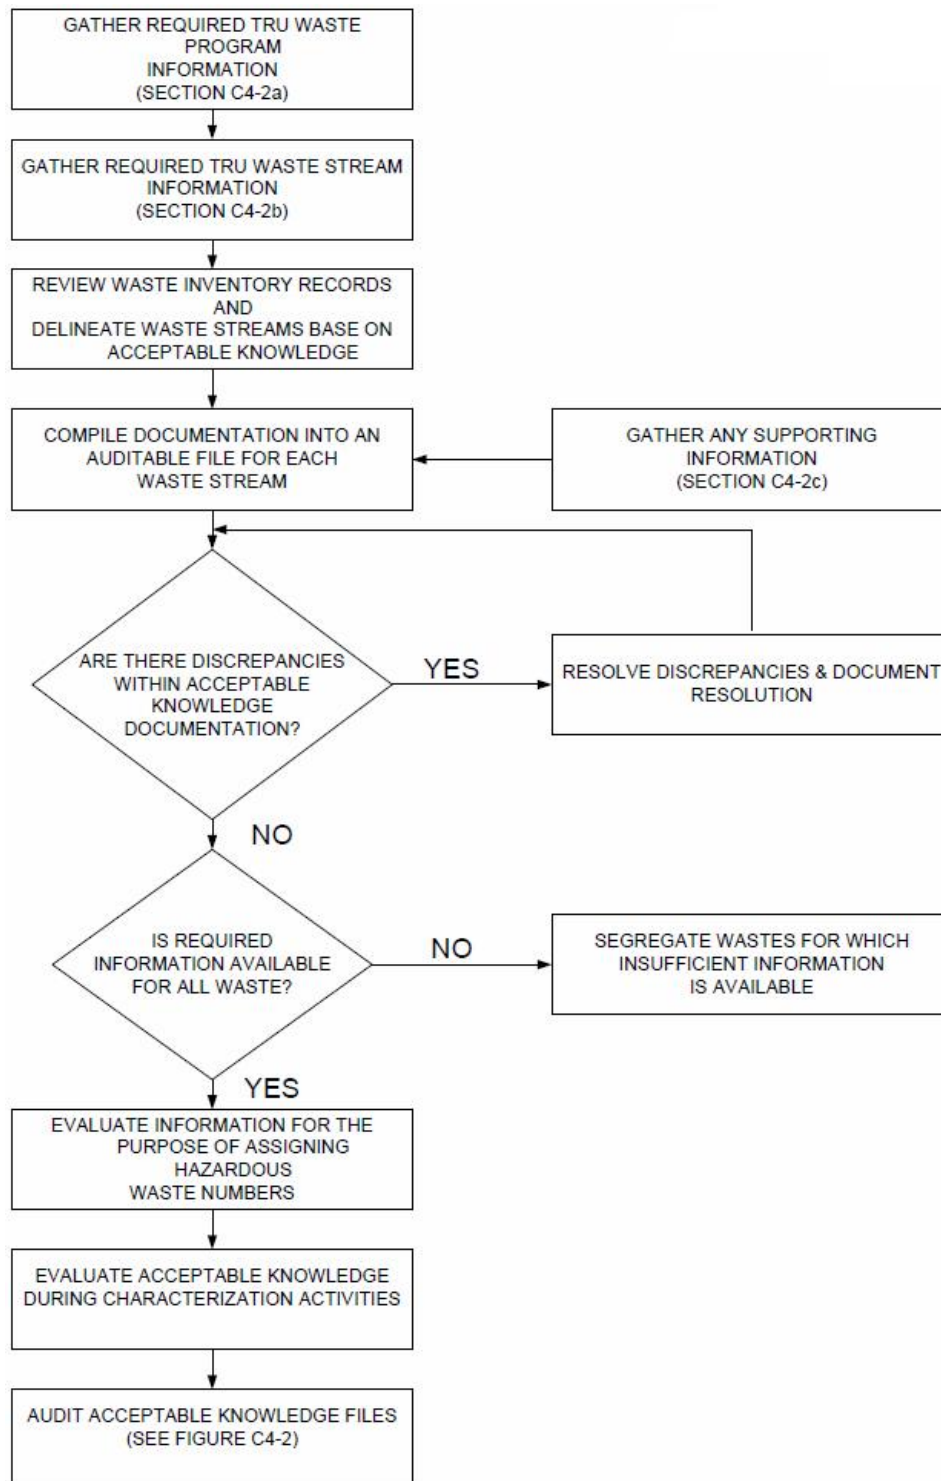 GATHER REQUIRED TRU WASTE
PROGRAM
INFORMATION
(SECTION C4-2a)
GATHER REQUIRED TRU WASTE STREAM
INFORMATION
(SECTION C4-2b)
REVIEW WASTE INVENTORY RECORDS
AND
DELINEATE WASTE STREAMS BASE ON
ACCEPTABLE KNOWLEDGE
COMPILE DOCUMENTATION INTO AN
AUDITABLE FILE FOR EACH
WASTE STREAM
GATHER ANY SUPPORTING
INFORMATION
(SECTION C4-2c)
ARE THERE DISCREPANCIES
WITHIN ACCEPTABLE
KNOWLEDGE
DOCUMENTATION?
YES
RESOLVE DISCREPANCIES & DOCUMENT
RESOLUTION
NO
IS REQUIRED
INFORMATION AVAILABLE
FOR ALL WASTE?
NO
SEGREGATE WASTES FOR WHICH
INSUFFICIENT INFORMATION
IS AVAILABLE
YES
EVALUATE INFORMATION FOR THE
PURPOSE OF ASSIGNING
HAZARDOUS
WASTE NUMBERS
EVALUATE ACCEPTABLE KNOWLEDGE
DURING CHARACTERIZATION ACTIVITIES
AUDIT ACCEPTABLE KNOWLEDGE FILES
(SEE FIGURE C4-2)